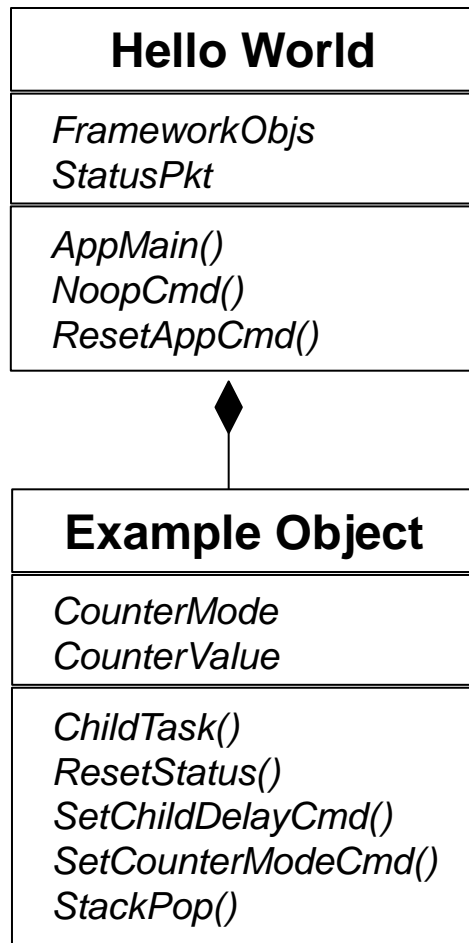 Hello World
FrameworkObjs
StatusPkt
AppMain()
NoopCmd()
ResetAppCmd()
Example Object
CounterMode
CounterValue
ChildTask()
ResetStatus()
SetChildDelayCmd()
SetCounterModeCmd()
StackPop()